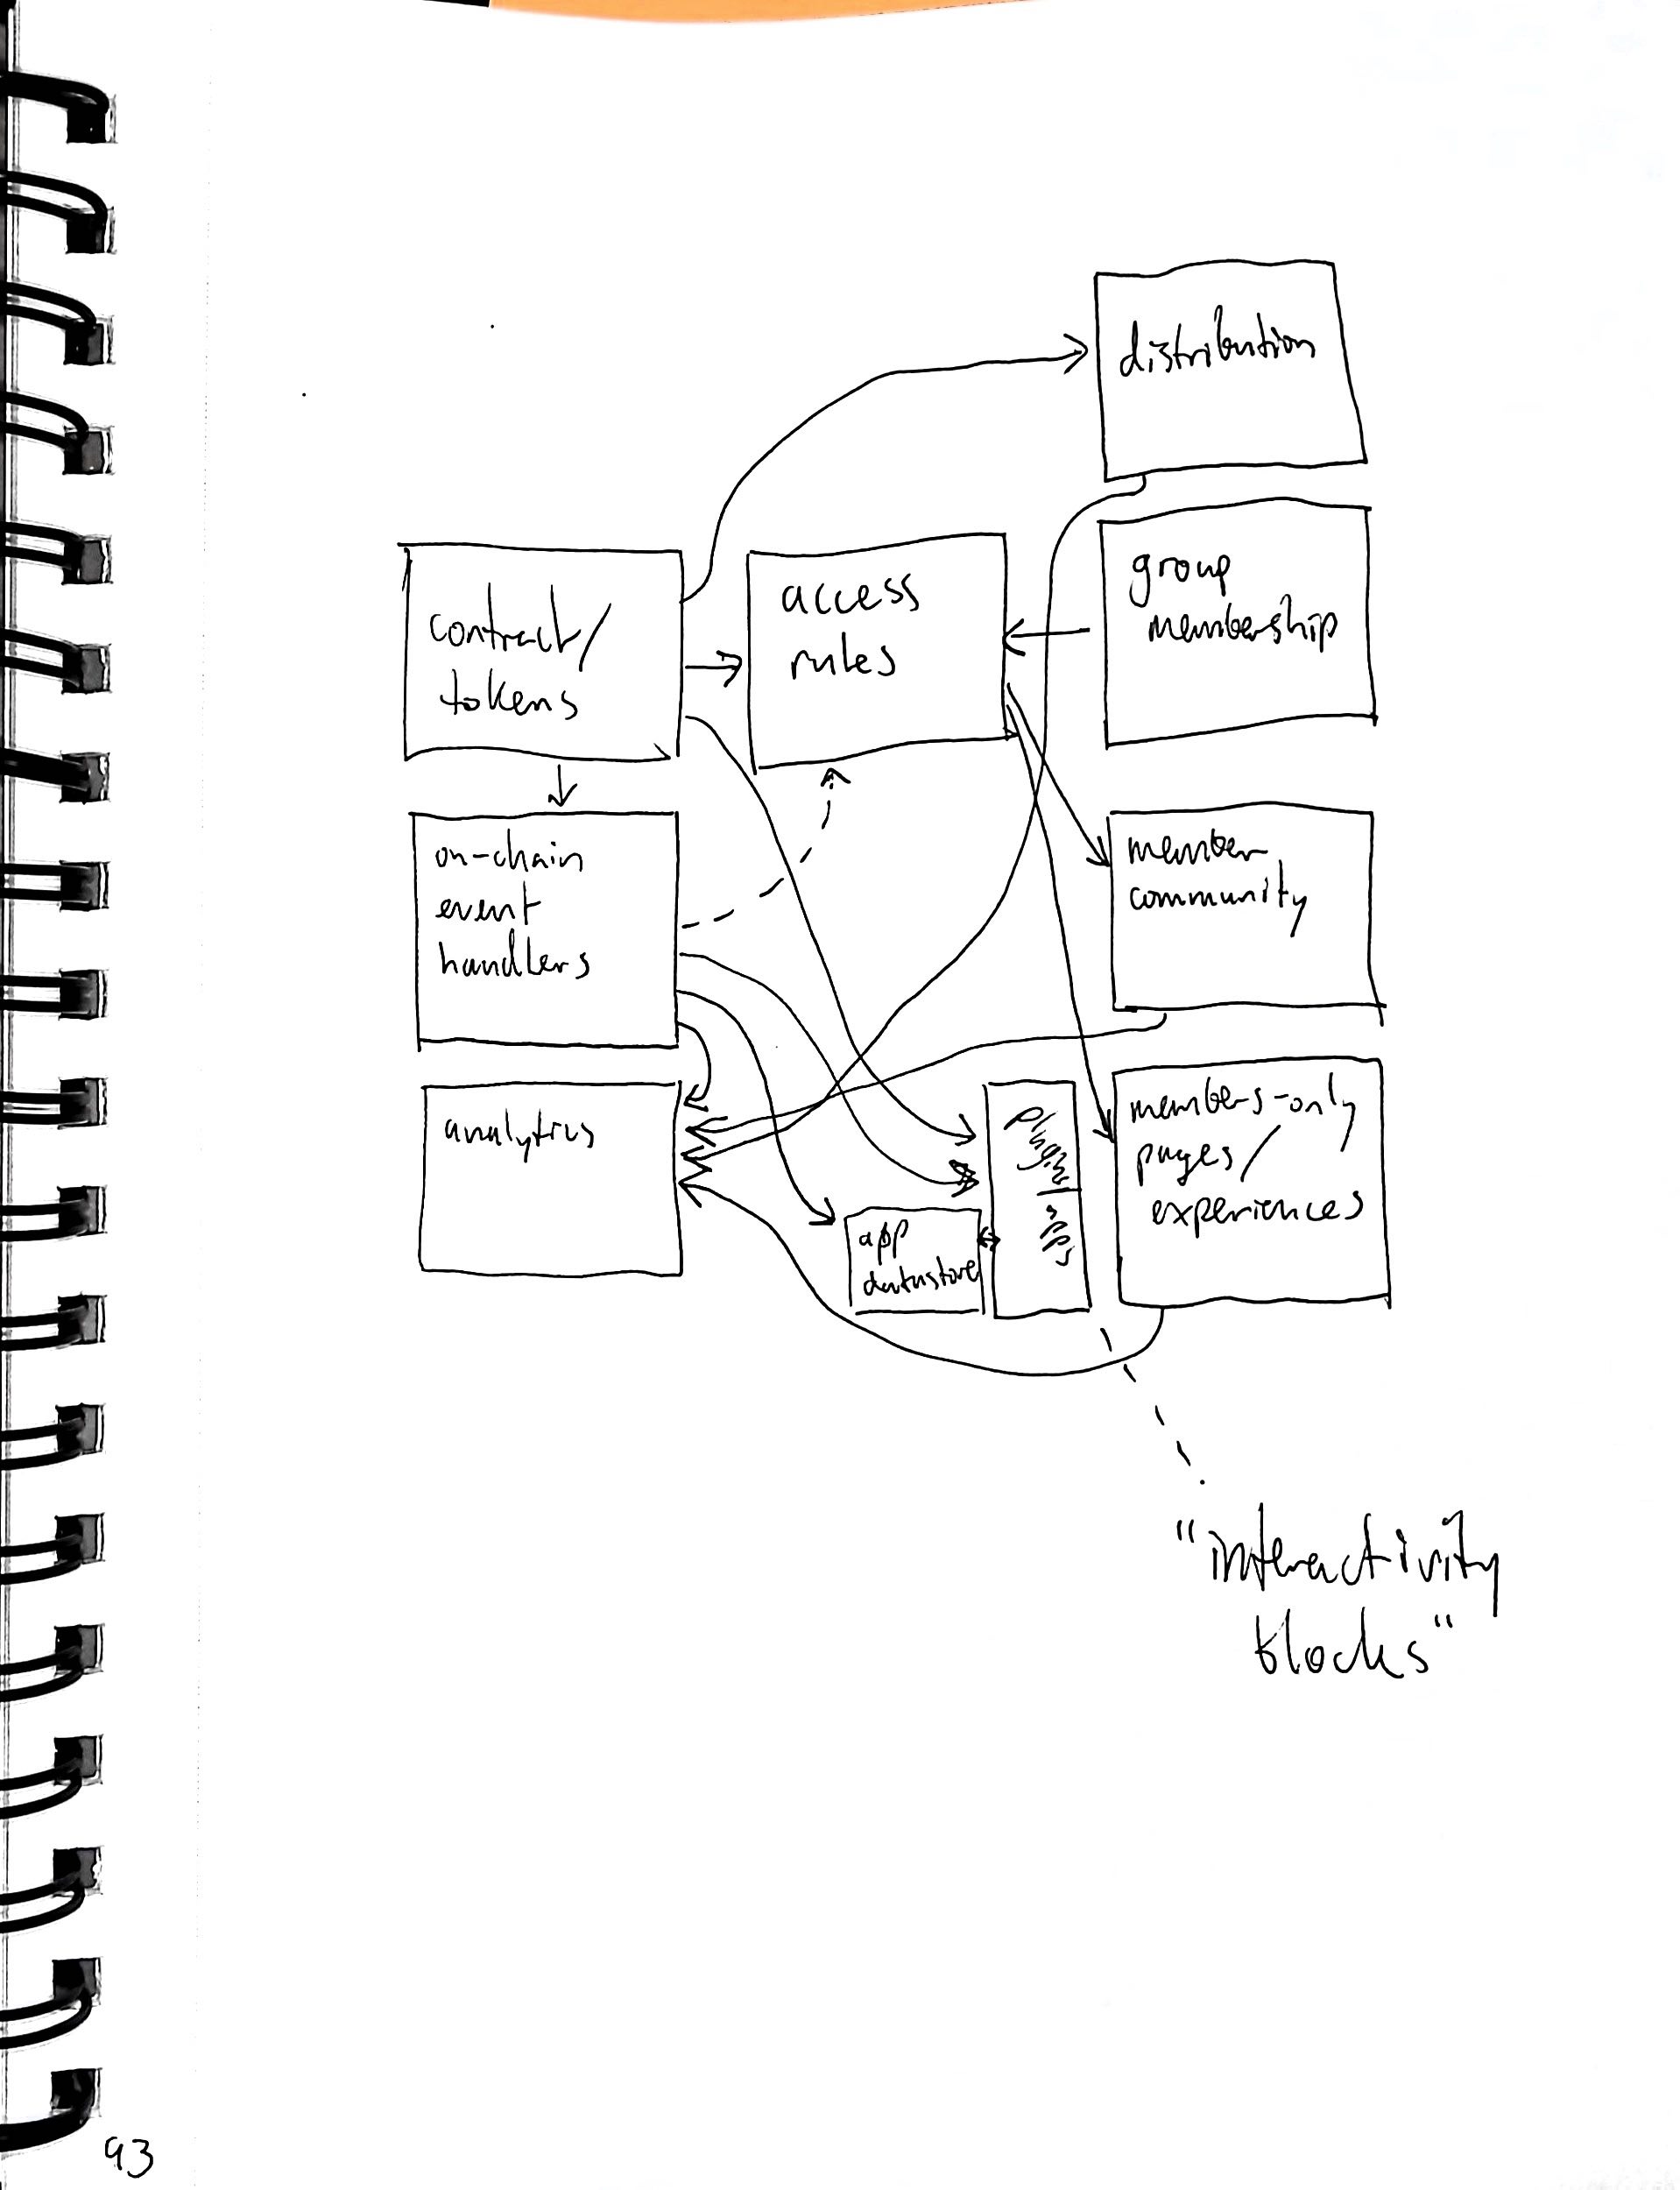 distribution
contract/
tokens
access
rules
group
membership
on-chain
event
handlers
member
community
analytics
app
datastore
plugin/
apps
members-only
pages/
experiences
"interactivity
blocks"
93